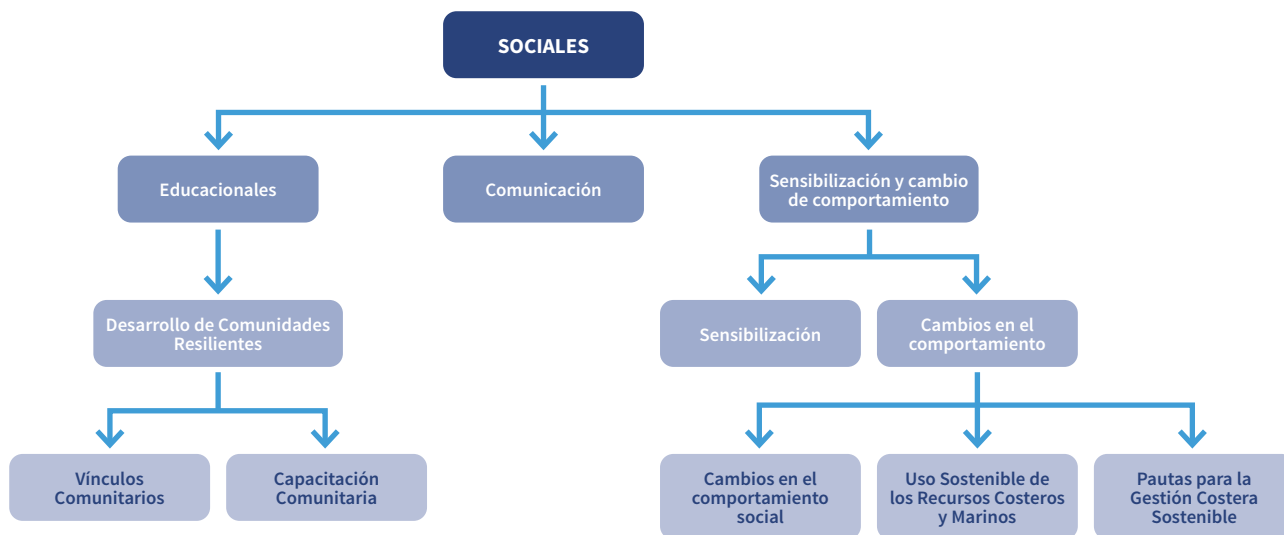 SOCIALES
Educacionales
Comunicación
Sensibilización y cambio
de comportamiento
Desarrollo de Comunidades
Resilientes
Sensibilización
Cambios en el
comportamiento
Vínculos
Comunitarios
Capacitación
Comunitaria
Cambios en el
comportamiento
social
Uso Sostenible de
los Recursos Costeros
y Marinos
Pautas para la
Gestión Costera
Sostenible